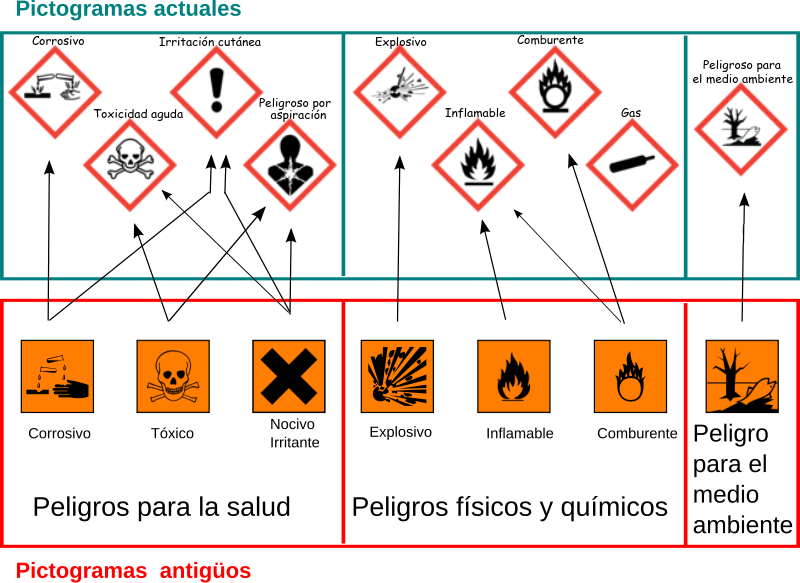 Pictogramas actuales
Corrosivo
Irritación cutánea
Explosivo
Comburente
Peligroso para
el medio ambiente
Toxicidad aguda
Peligroso por
aspiración
Inflamable
Gas
Corrosivo
Tóxico
Nocivo
Irritante
Explosivo
Inflamable
Comburente
Peligro
para el
medio
ambiente
Peligros para la salud
Peligros físicos y químicos
Pictogramas antigüos